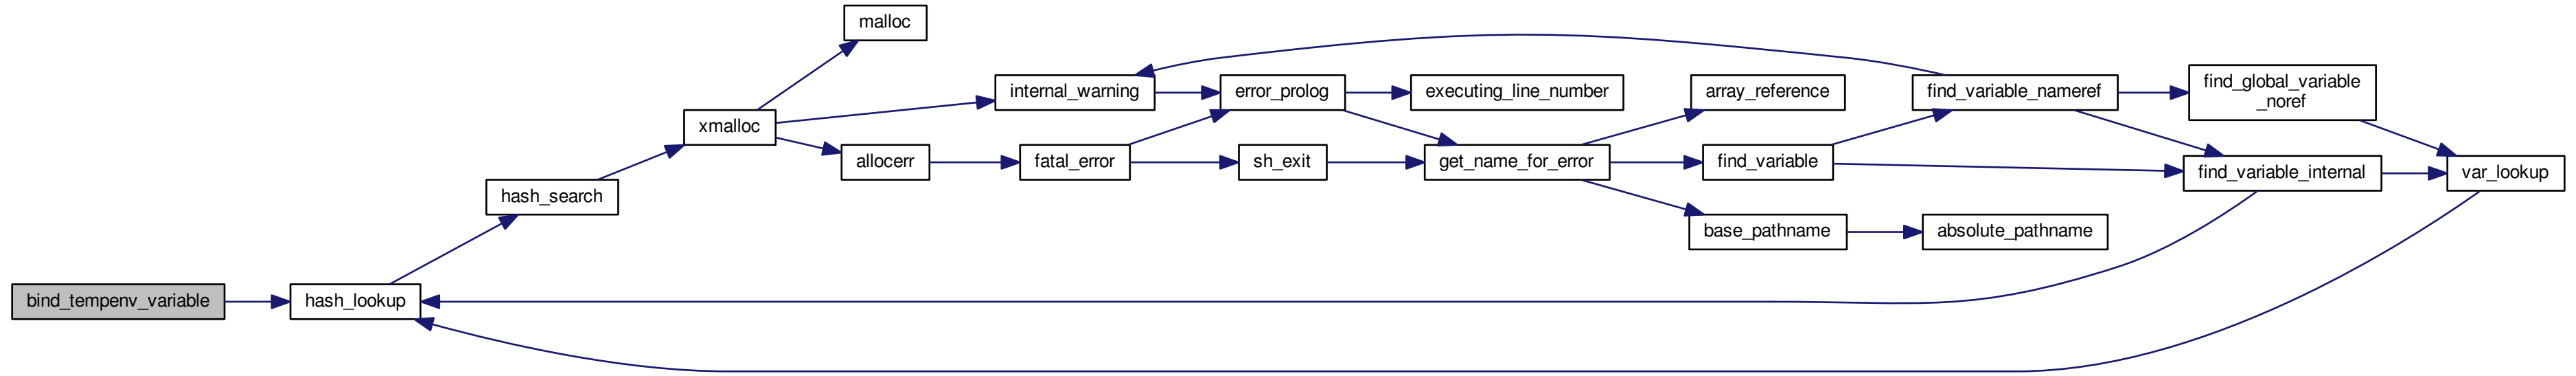 bind_tempenv_variable
hash_lookup
hash_search
xmalloc
malloc
internal_warning
allocerr
error_prolog
fatal_error
sh_exit
executing_line_number
get_name_for_error
array_reference
find_variable
base_pathname
absolute_pathname
find_variable_nameref
find_global_variable
_noref
find_variable_internal
var_lookup